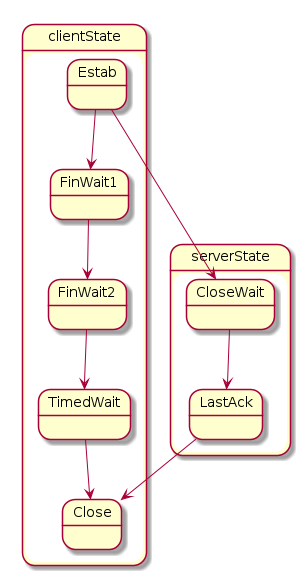 clientState
Estab
FinWait1
FinWait2
TimedWait
Close
serverState
CloseWait
LastAck